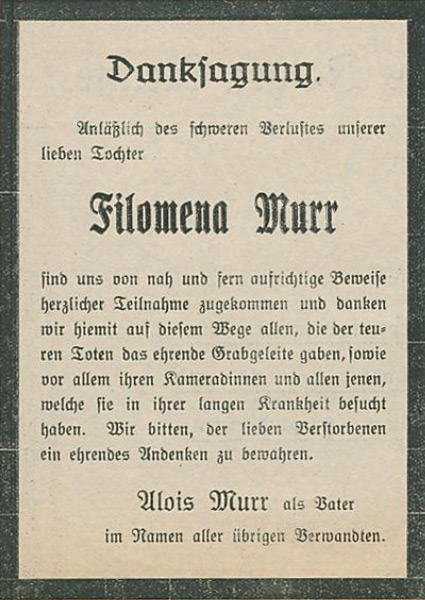 Danksagung.
Anläßlich des schweren Verlustes unserer
lieben Tochter
Filomena Murr
sind uns von nah und fern aufrichtige Beweise
herzlicher Teilnahme zugekommen und danken
wir hiemit auf diesem Wege allen, die der teu-
ren Toten das ehrende Grabgeleite gaben, sowie
vor allem ihren Kameradinnen und allen jenen,
welche sie in ihrer langen Krankheit besucht
haben. Wir bitten, der lieben Verstorbenen
ein ehrendes Andenken zu bewahren.
Alois Murr als Vater
im Namen aller übrigen Verwandten.